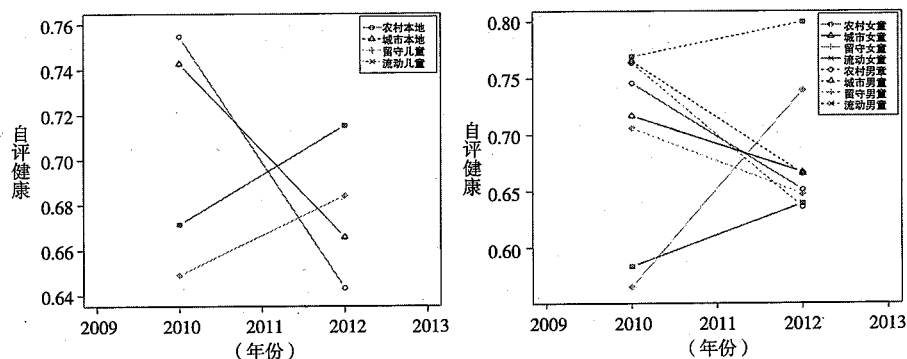 0.76
0.74
0.72
0.70
0.68
0.66
0.64
自评健康
2009
2010
2011
2012
2013
（年份）
农村本地
城市本地
留守儿童
流动儿童
0.80
0.75
0.70
0.65
0.60
自评健康
2009
2010
2011
2012
2013
（年份）
农村女童
城市女童
留守女童
流动女童
农村男童
城市男童
留守男童
流动男童